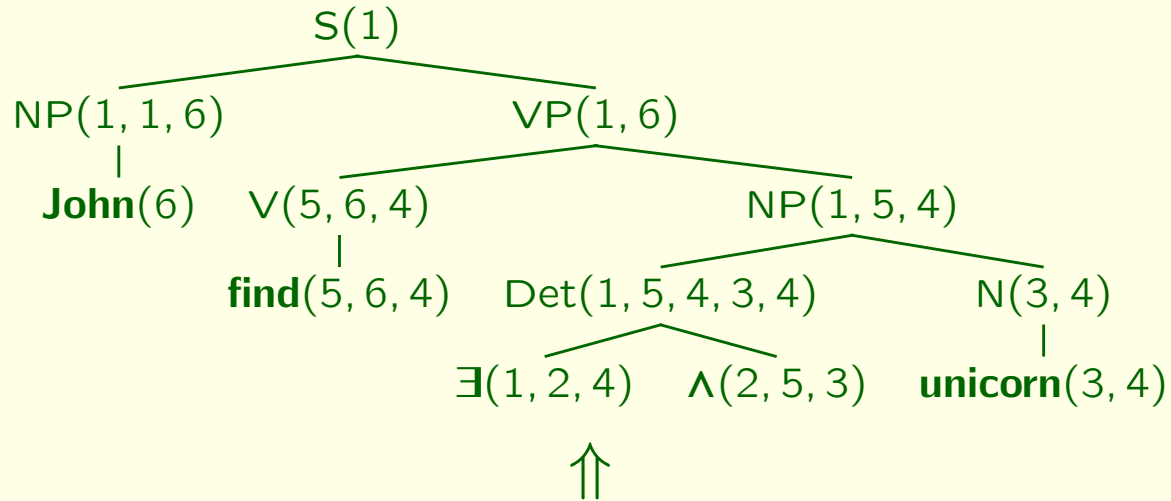 S(1)
NP(1, 1, 6) VP(1, 6)
John(6) V(5, 6, 4) NP(1, 5, 4)
find(5, 6, 4) Det(1, 5, 4, 3, 4) N(3, 4)
∃(1, 2, 4) ∧(2, 5, 3) unicorn(3, 4)
⇑